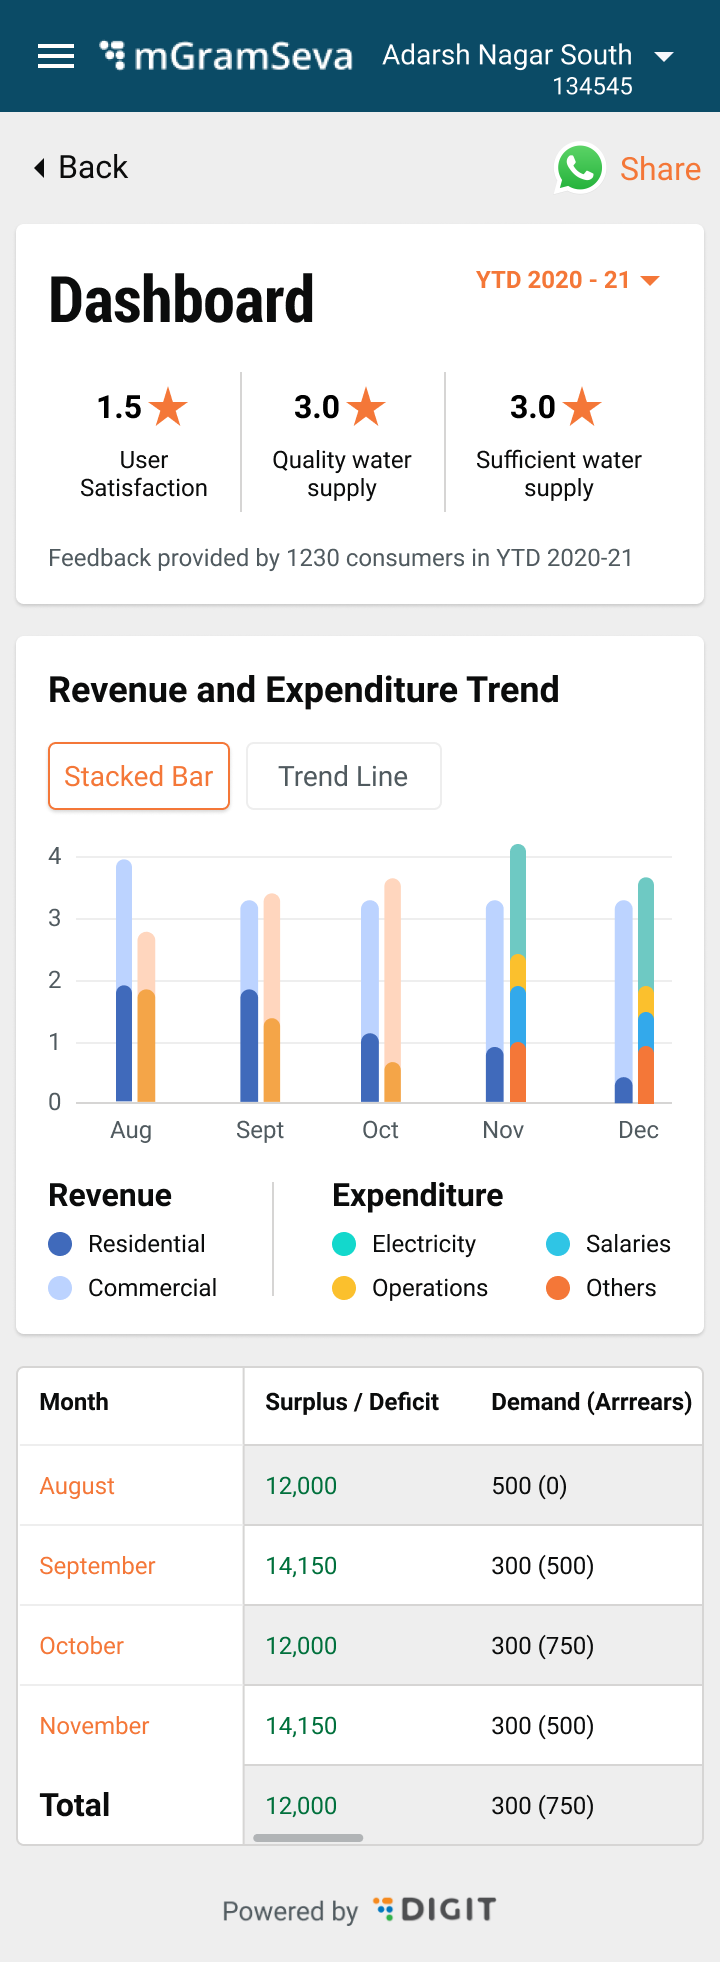 mGramSeva
Adarsh Nagar South
134545
Back
Share
Dashboard
YTD 2020 - 21
1.5
3.0
3.0
User
Satisfaction
Quality water
supply
Sufficient water
supply
Feedback provided by 1230 consumers in YTD 2020-21
Revenue and Expenditure Trend
Stacked Bar
Trend Line
4
3
2
1
0
Aug Sept Oct Nov Dec
Revenue
Residential
Commercial
Expenditure
Electricity Salaries
Operations Others
Month Surplus / Deficit Demand (Arrrears)
August 12,000 500 (0)
September 14,150 300 (500)
October 12,000 300 (750)
November 14,150 300 (500)
Total 12,000 300 (750)
Powered by DIGIT